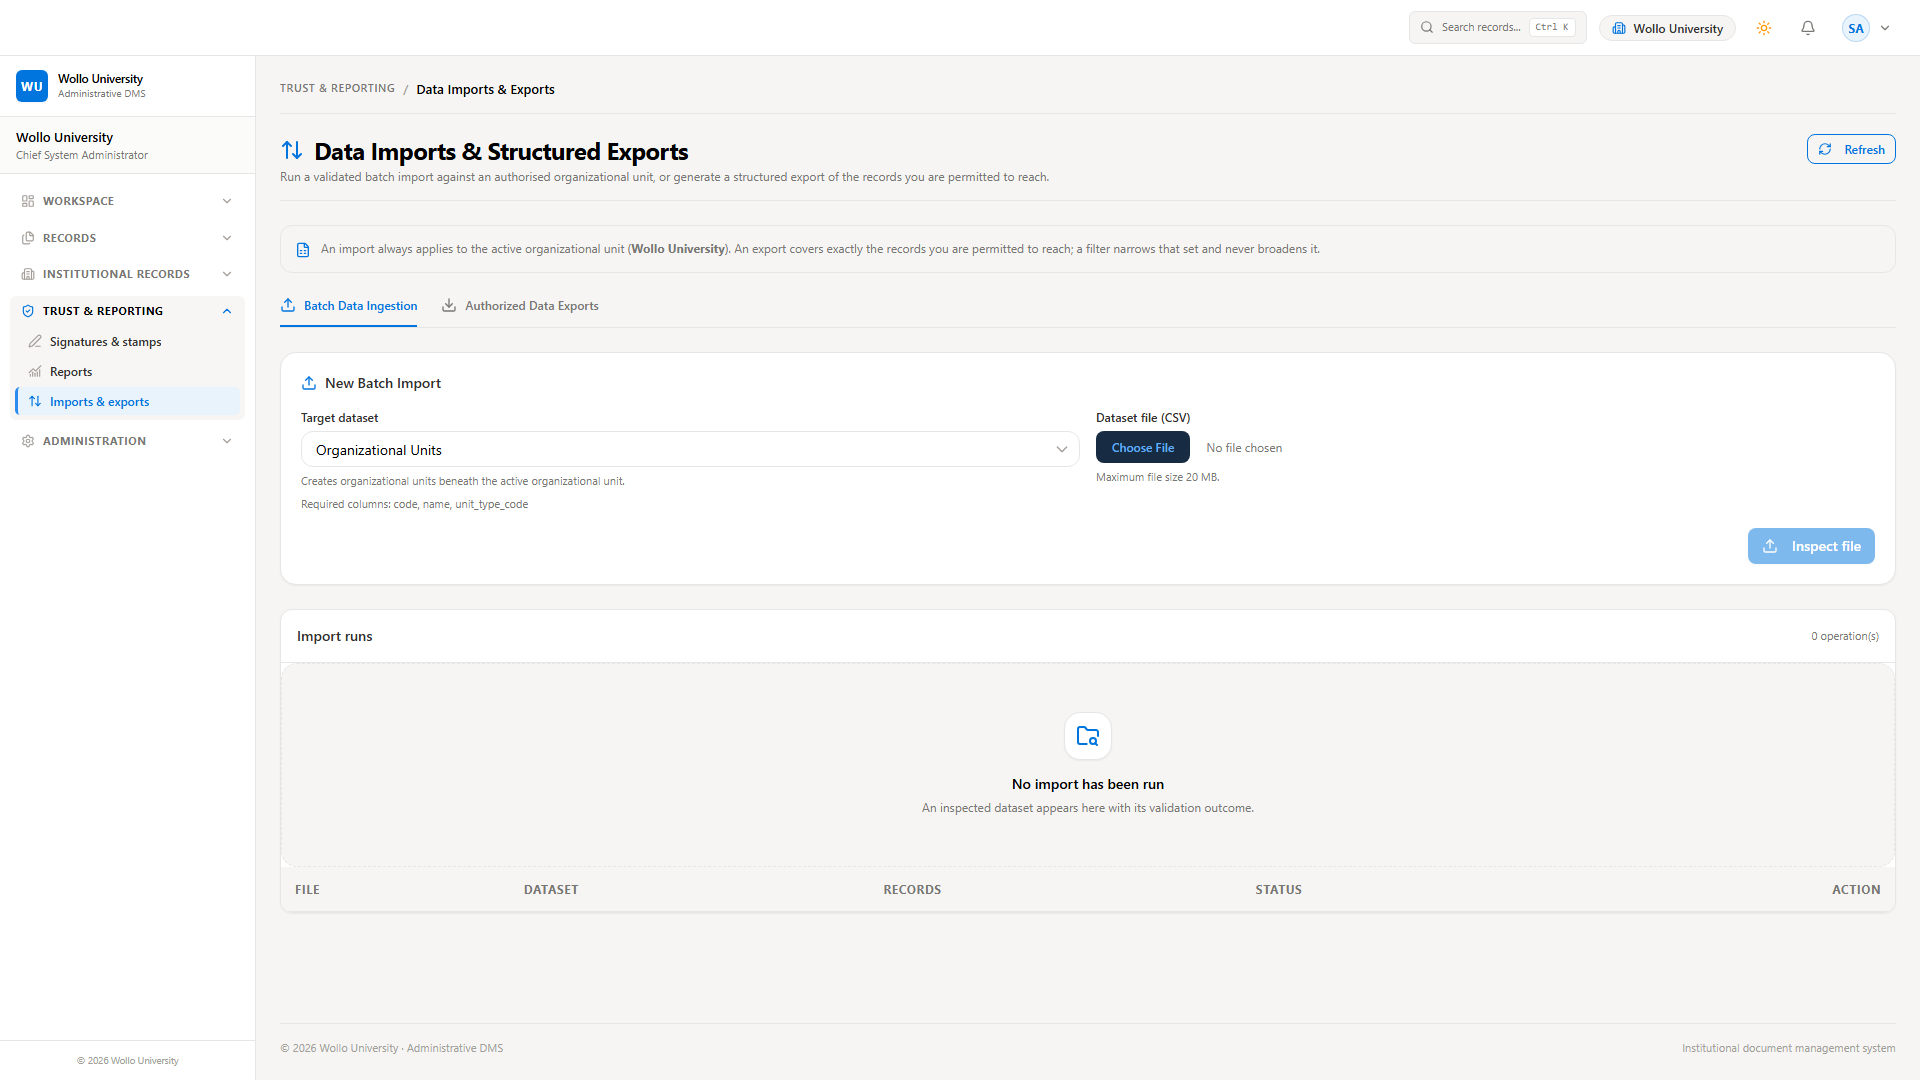 Search records... Ctrl K
Wollo University
SA
WU
Wollo University
Administrative DMS
Wollo University
Chief System Administrator
WORKSPACE
RECORDS
INSTITUTIONAL RECORDS
TRUST & REPORTING
Signatures & stamps
Reports
Imports & exports
ADMINISTRATION
© 2026 Wollo University
TRUST & REPORTING / Data Imports & Exports
Data Imports & Structured Exports
Run a validated batch import against an authorised organizational unit, or generate a structured export of the records you are permitted to reach.
Refresh
An import always applies to the active organizational unit (Wollo University). An export covers exactly the records you are permitted to reach; a filter narrows that set and never broadens it.
Batch Data Ingestion
Authorized Data Exports
New Batch Import
Target dataset
Organizational Units
Creates organizational units beneath the active organizational unit.
Required columns: code, name, unit_type_code
Dataset file (CSV)
Choose File No file chosen
Maximum file size 20 MB.
Inspect file
Import runs
0 operation(s)
No import has been run
An inspected dataset appears here with its validation outcome.
FILE DATASET RECORDS STATUS ACTION
© 2026 Wollo University · Administrative DMS
Institutional document management system